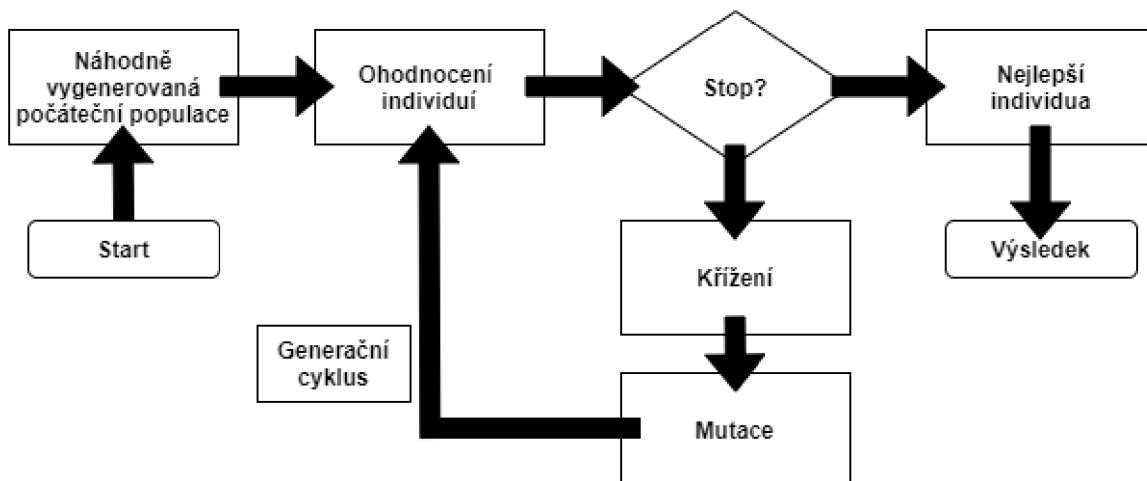 Náhodně
vygenerovaná
počáteční populace
Ohodnocení
individuí
Stop?
Nejlepší
individua
Start
Výsledek
Křížení
Generační
cyklus
Mutace